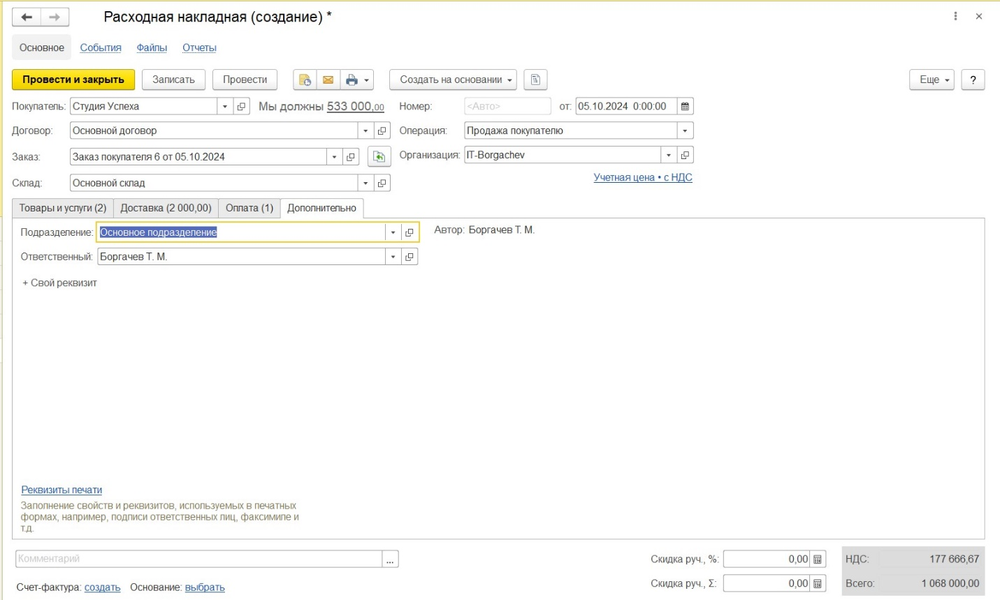 Расходная накладная (создание) *
Основное События Файлы Отчеты
Провести и закрыть Записать Провести Создать на основании Еще ?
Покупатель: Студия Успеха Мы должны 533 000,00 Номер: <Авто> от: 05.10.2024 0:00:00
Договор: Основной договор Операция: Продажа покупателю
Заказ: Заказ покупателя 6 от 05.10.2024 Организация: IT-Borgachev
Склад: Основной склад Учетная цена • с НДС
Товары и услуги (2) Доставка (2 000,00) Оплата (1) Дополнительно
Подразделение: Основное подразделение Автор: Боргачев Т. М.
Ответственный: Боргачев Т. М.
+ Свой реквизит
Реквизиты печати
Заполнение свойств и реквизитов, используемых в печатных
формах, например, подписи ответственных лиц, факсимиле и
т.д.
Комментарий ... Скидка руч., %: 0,00 НДС: 177 666,67
Счет-фактура: создать Основание: выбрать Скидка руч., Σ: 0,00 Всего: 1 068 000,00